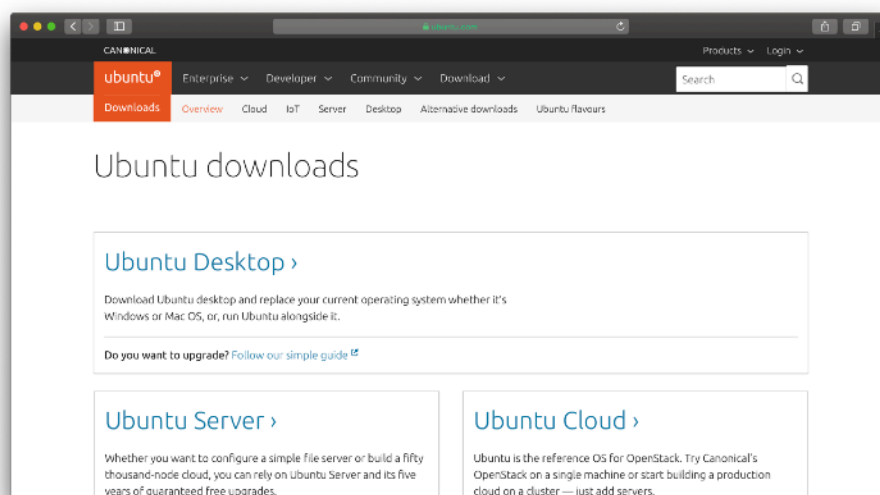 ubuntu.com
CANONICAL
Products Login
ubuntu® Enterprise Developer Community Download Search
Downloads Overview Cloud IoT Server Desktop Alternative downloads Ubuntu flavours
Ubuntu downloads
Ubuntu Desktop ›
Download Ubuntu desktop and replace your current operating system whether it's
Windows or Mac OS, or, run Ubuntu alongside it.
Do you want to upgrade? Follow our simple guide
Ubuntu Server ›
Whether you want to configure a simple file server or build a fifty
thousand-node cloud, you can rely on Ubuntu Server and its five
years of guaranteed free upgrades.
Ubuntu Cloud ›
Ubuntu is the reference OS for OpenStack. Try Canonical's
OpenStack on a single machine or start building a production
cloud on a cluster — just add servers.